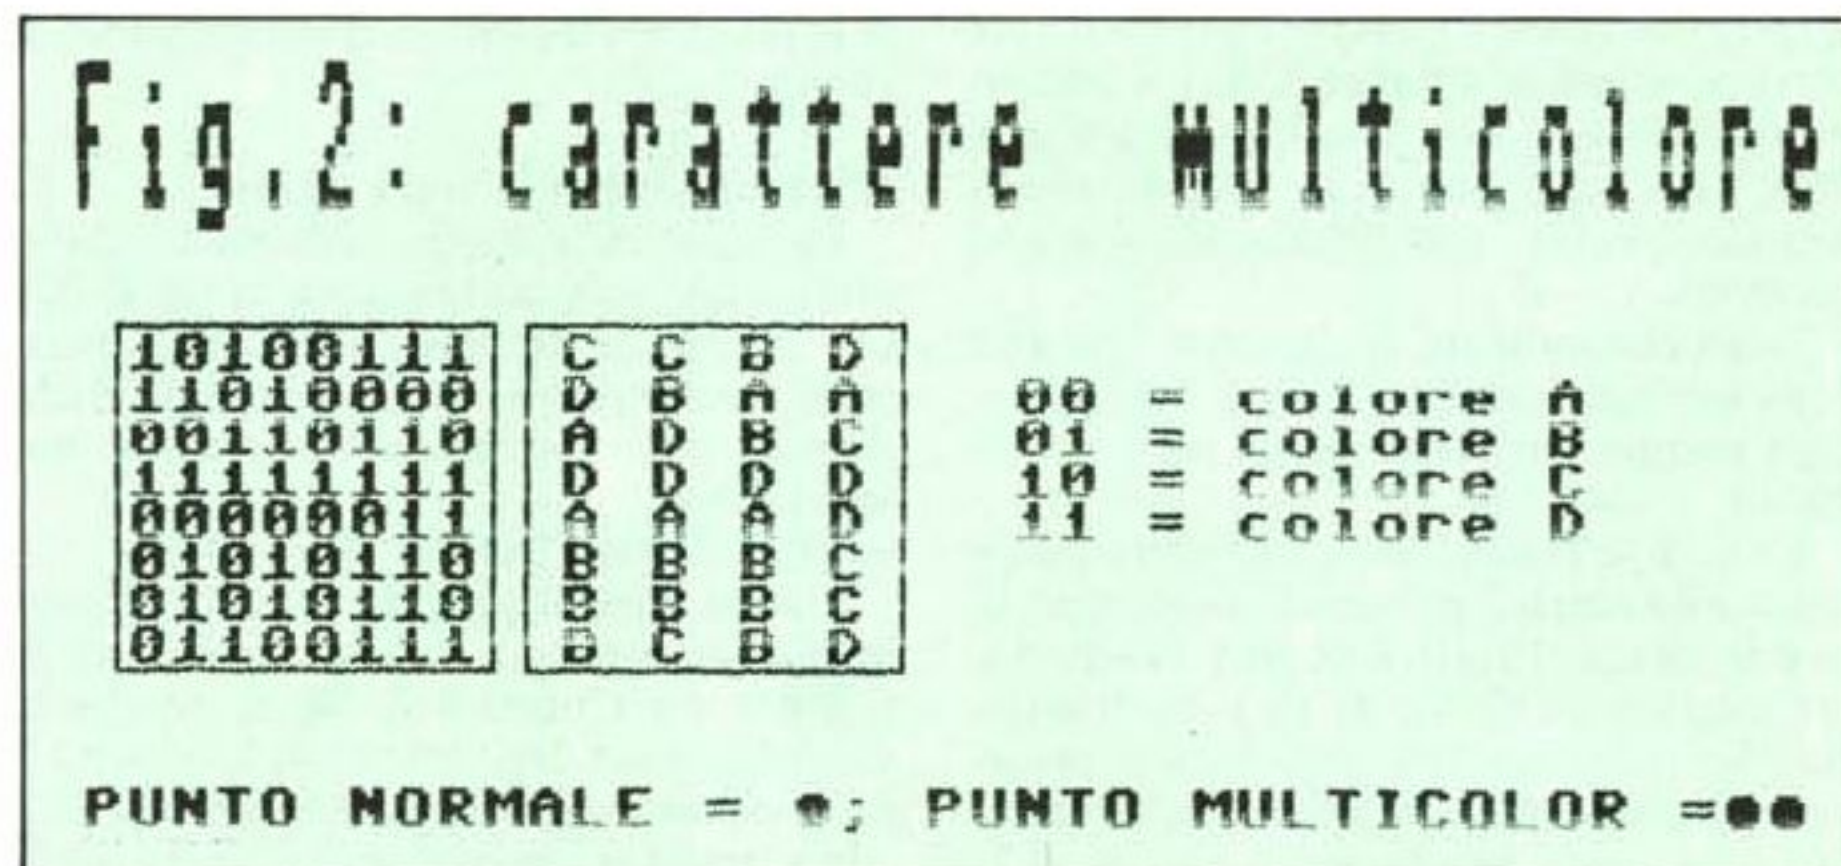 Fig.2: carattere multicolore
10100111 C C B D
11010000 D B A A
00110110 A D B C
11111111 D D D D
00000011 A A A D
01010110 B B B C
01010110 B B B C
01100111 B C B D
00 = colore A
01 = colore B
10 = colore C
11 = colore D
PUNTO NORMALE = ●; PUNTO MULTICOLOR =●●